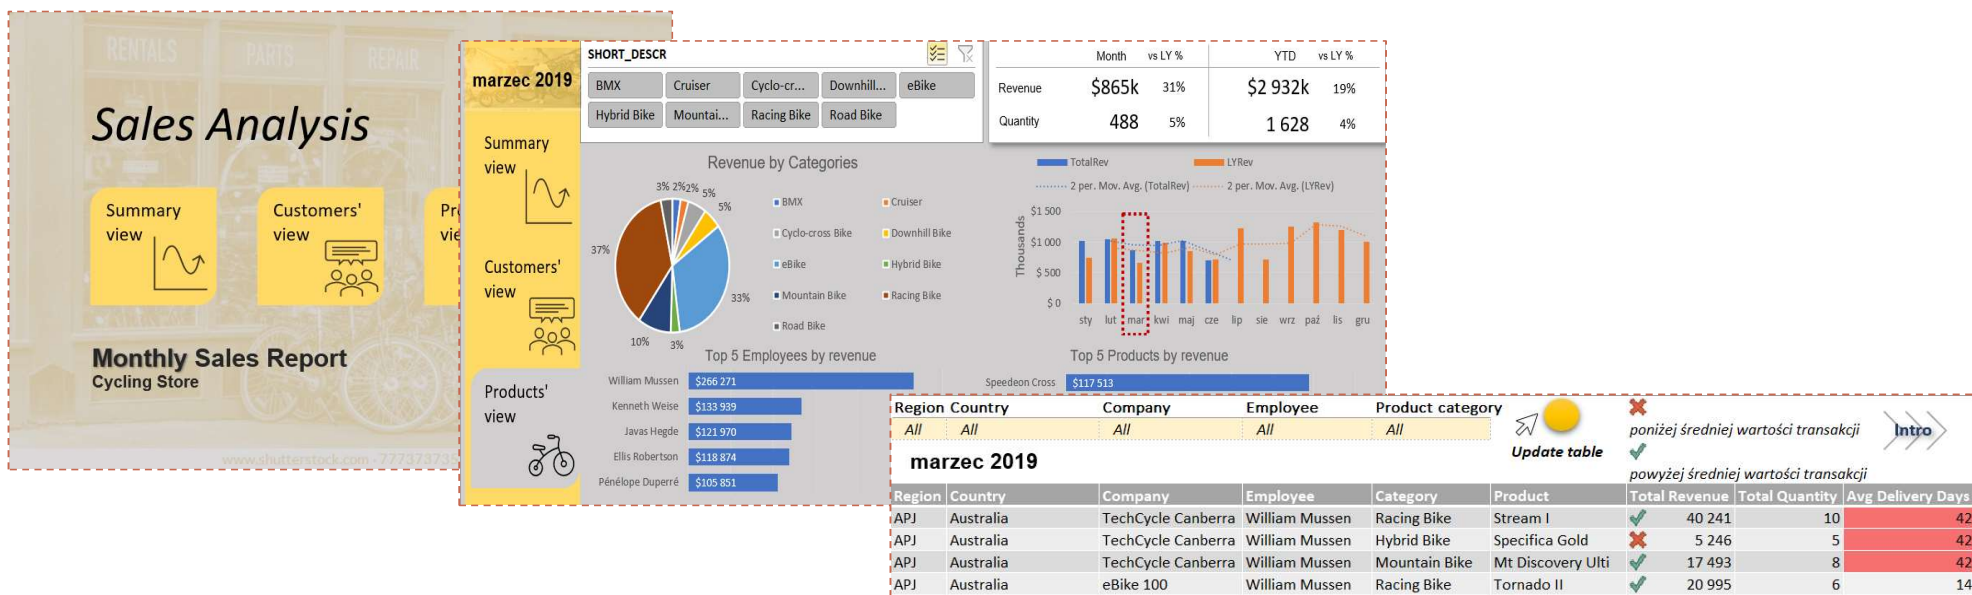 RENTALS PARTS REPAIR
Sales Analysis
Summary view
Customers' view
Pr
vie
Monthly Sales Report
Cycling Store
marzec 2019
Summary view
Customers' view
Products' view
SHORT_DESCR
BMX Cruiser Cyclo-cr... Downhill... eBike
Hybrid Bike Mountai... Racing Bike Road Bike
Month vs LY % YTD vs LY %
Revenue $865k 31% $2 932k 19%
Quantity 488 5% 1 628 4%
Revenue by Categories
3% 2% 2% 5%
5%
37%
33%
10% 3%
BMX Cruiser
Cyclo-cross Bike Downhill Bike
eBike Hybrid Bike
Mountain Bike Racing Bike
Road Bike
TotalRev LYRev
2 per. Mov. Avg. (TotalRev) 2 per. Mov. Avg. (LYRev)
Thousands
$1 500
$1 000
$ 500
$ 0
sty lut mar kwi maj cze lip sie wrz paź lis gru
Top 5 Employees by revenue
William Mussen $266 271
Kenneth Weise $133 939
Javas Hegde $121 970
Ellis Robertson $118 874
Pénélope Duperré $105 851
Top 5 Products by revenue
Speedeon Cross $117 513
Region Country Company Employee Product category
All All All All All
Update table
poniżej średniej wartości transakcji
powyżej średniej wartości transakcji
Intro
marzec 2019
Region Country Company Employee Category Product Total Revenue Total Quantity Avg Delivery Days
APJ Australia TechCycle Canberra William Mussen Racing Bike Stream I 40 241 10 42
APJ Australia TechCycle Canberra William Mussen Hybrid Bike Specifica Gold 5 246 5 42
APJ Australia TechCycle Canberra William Mussen Mountain Bike Mt Discovery Ulti 17 493 8 42
APJ Australia eBike 100 William Mussen Racing Bike Tornado II 20 995 6 14